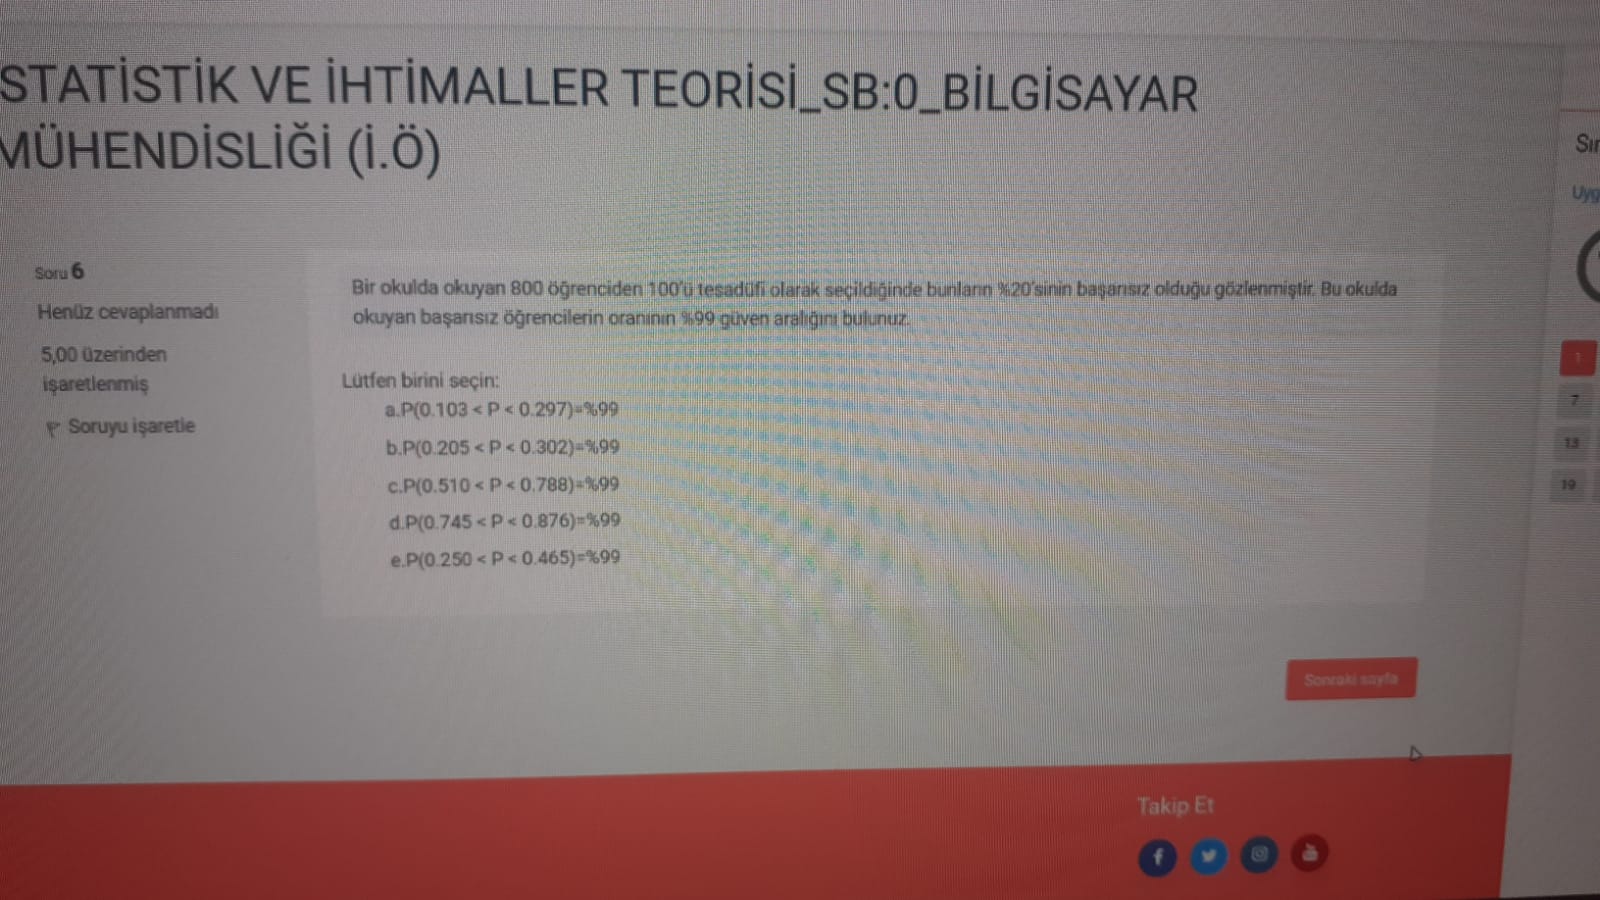 STATİSTİK VE İHTİMALLER TEORİSİ_SB:0_BİLGİSAYAR
MÜHENDİSLİĞİ (İ.Ö)
Soru 6
Henüz cevaplanmadı
5,00 üzerinden
işaretlenmiş
Soruyu işaretle
Bir okulda okuyan 800 öğrenciden 100'ü tesadüfi olarak seçildiğinde bunların %20'sinin başarısız olduğu gözlenmiştir. Bu okulda
okuyan başarısız öğrencilerin oranının %99 güven aralığını bulunuz.
Lütfen birini seçin:
a.P(0.103 < P < 0.297)=%99
b.P(0.205 < P < 0.302)=%99
c.P(0.510 < P < 0.788)=%99
d.P(0.745 < P < 0.876)=%99
e.P(0.250 < P < 0.465)=%99
Sonraki sayfa
Sın
Uyg
1
7
13
19
Takip Et